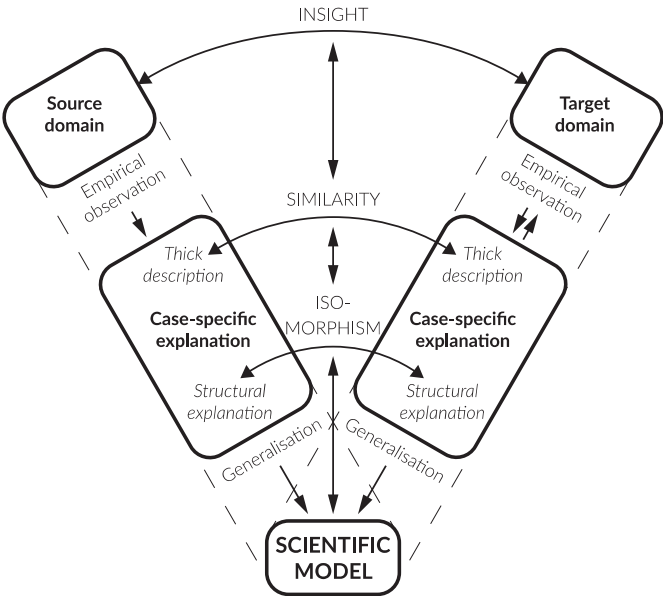 INSIGHT
Source
domain
Target
domain
Empirical
observation
Empirical
observation
SIMILARITY
Thick
description
Thick
description
ISO-
MORPHISM
Case-specific
explanation
Case-specific
explanation
Structural
explanation
Structural
explanation
Generalisation
Generalisation
SCIENTIFIC
MODEL